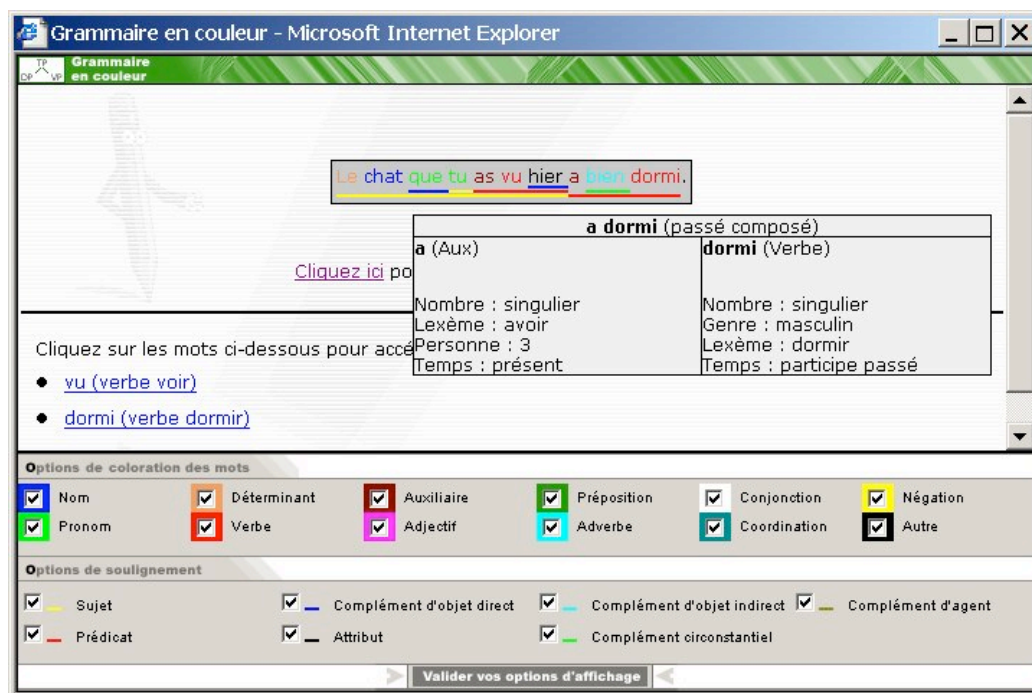 Grammaire en couleur - Microsoft Internet Explorer
TP
DP VP
Grammaire
en couleur
Le chat que tu as vu hier a bien dormi.
a dormi (passé composé)
a (Aux) dormi (Verbe)
Cliquez ici po
Nombre : singulier Nombre : singulier
Lexème : avoir Genre : masculin
Cliquez sur les mots ci-dessous pour accé Personne : 3 Lexème : dormir
Temps : présent Temps : participe passé
vu (verbe voir)
dormi (verbe dormir)
Options de coloration des mots
Nom Déterminant Auxiliaire Préposition Conjonction Négation
Pronom Verbe Adjectif Adverbe Coordination Autre
Options de soulignement
Sujet Complément d'objet direct Complément d'objet indirect Complément d'agent
Prédicat Attribut Complément circonstantiel
Valider vos options d'affichage